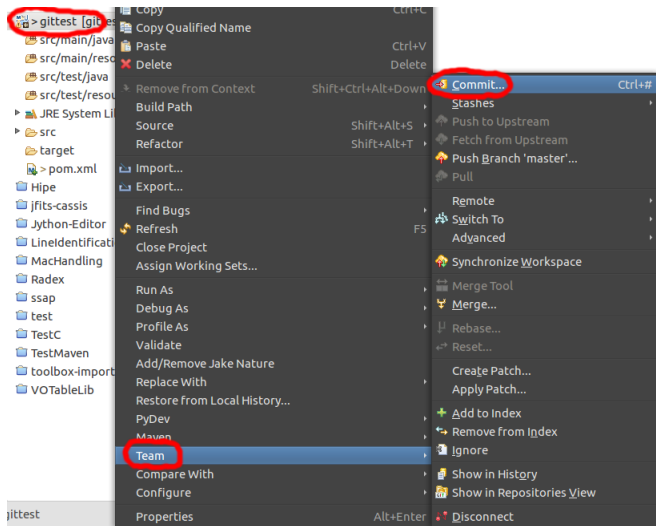 > gittest [gittes
src/main/java
src/main/reso
src/test/java
src/test/resou
JRE System Li
> src
target
> pom.xml
Hipe
jfits-cassis
Jython-Editor
LineIdentificati
MacHandling
Radex
ssap
test
TestC
TestMaven
toolbox-import
VOTableLib
gittest
Copy Ctrl+C
Copy Qualified Name
Paste Ctrl+V
Delete Delete
Remove from Context Shift+Ctrl+Alt+Down
Build Path
Source Shift+Alt+S
Refactor Shift+Alt+T
Import...
Export...
Find Bugs
Refresh F5
Close Project
Assign Working Sets...
Run As
Debug As
Profile As
Validate
Add/Remove Jake Nature
Replace With
Restore from Local History...
PyDev
Maven
Team
Compare With
Configure
Properties Alt+Enter
Commit... Ctrl+#
Stashes
Push to Upstream
Fetch from Upstream
Push Branch 'master'...
Pull
Remote
Switch To
Advanced
Synchronize Workspace
Merge Tool
Merge...
Rebase...
Reset...
Create Patch...
Apply Patch...
Add to Index
Remove from Index
Ignore
Show in History
Show in Repositories View
Disconnect